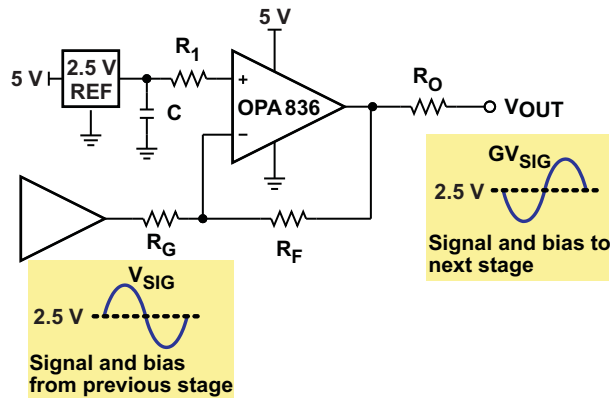 5 V
R1
5 V
2.5 V
REF
+
OPA836
−
C
RO
VOUT
RG
RF
GVSIG
2.5 V
Signal and bias to
next stage
VSIG
2.5 V
Signal and bias
from previous stage